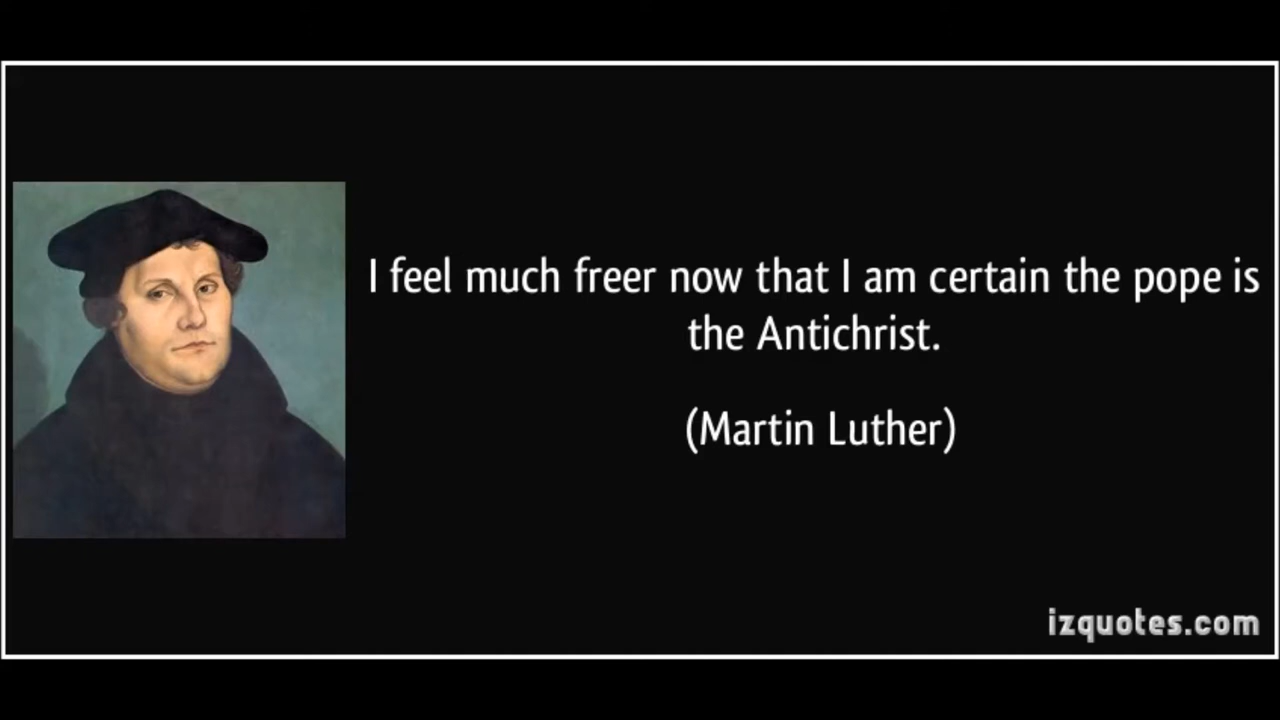 I feel much freer now that I am certain the pope is
the Antichrist.
(Martin Luther)
izquotes.com